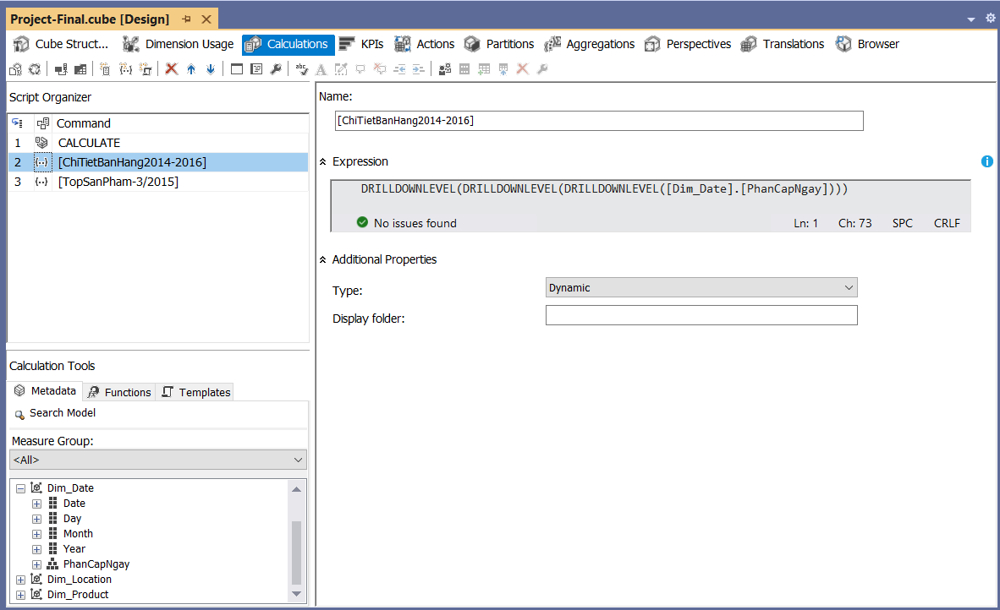 Project-Final.cube [Design]
Cube Struct... Dimension Usage Calculations KPIs Actions Partitions Aggregations Perspectives Translations Browser
Script Organizer
Command
1 CALCULATE
2 [ChiTietBanHang2014-2016]
3 [TopSanPham-3/2015]
Calculation Tools
Metadata Functions Templates
Search Model
Measure Group:
<All>
Dim_Date
Date
Day
Month
Year
PhanCapNgay
Dim_Location
Dim_Product
Name:
[ChiTietBanHang2014-2016]
Expression
DRILLDOWNLEVEL(DRILLDOWNLEVEL(DRILLDOWNLEVEL([Dim_Date].[PhanCapNgay])))
No issues found Ln: 1 Ch: 73 SPC CRLF
Additional Properties
Type: Dynamic
Display folder: